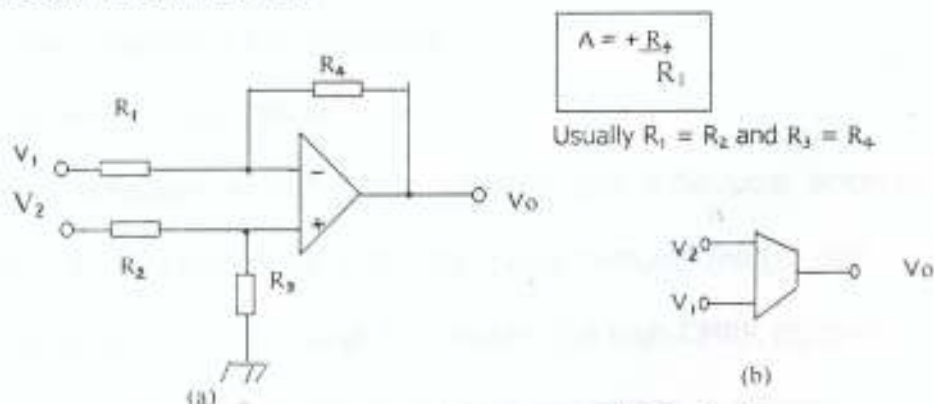 A = + R₄
R₁
Usually R₁ = R₂ and R₃ = R₄
R₄
R₁
V₁
V₂
R₂
R₃
Vo
(a)
V₂
V₁
Vo
(b)